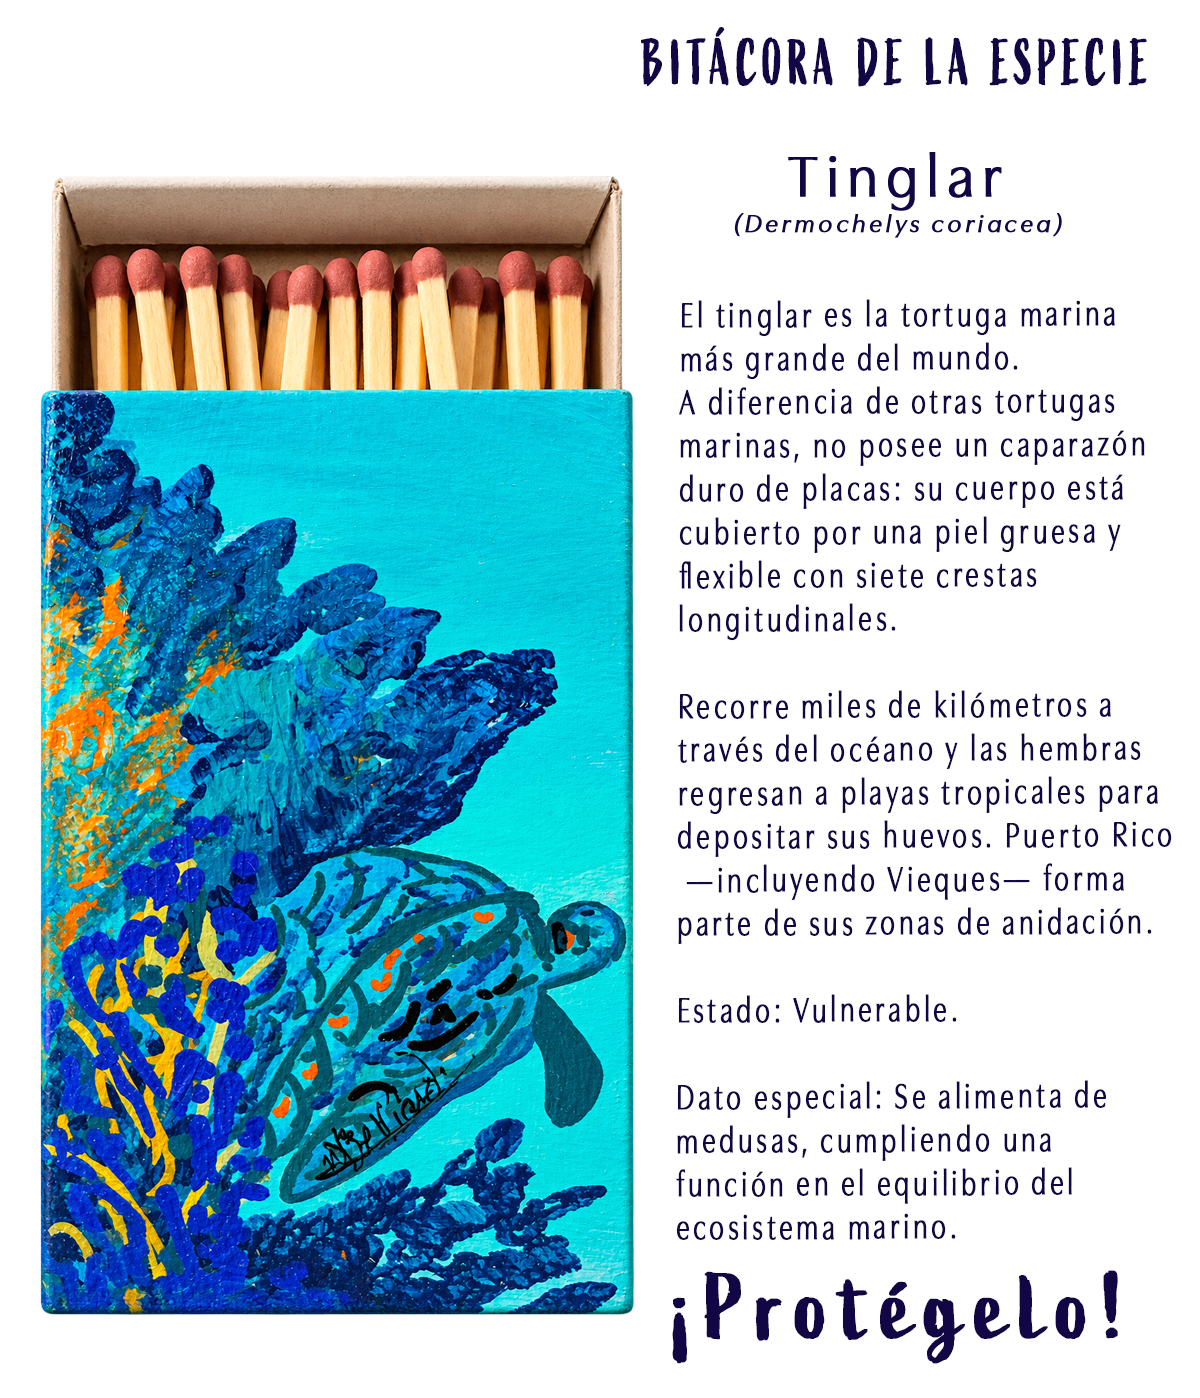 BITÁCORA DE LA ESPECIE
Tinglar
(Dermochelys coriacea)
El tinglar es la tortuga marina
más grande del mundo.
A diferencia de otras tortugas
marinas, no posee un caparazón
duro de placas: su cuerpo está
cubierto por una piel gruesa y
flexible con siete crestas
longitudinales.
Recorre miles de kilómetros a
través del océano y las hembras
regresan a playas tropicales para
depositar sus huevos. Puerto Rico
—incluyendo Vieques— forma
parte de sus zonas de anidación.
Estado: Vulnerable.
Dato especial: Se alimenta de
medusas, cumpliendo una
función en el equilibrio del
ecosistema marino.
¡Protégelo!